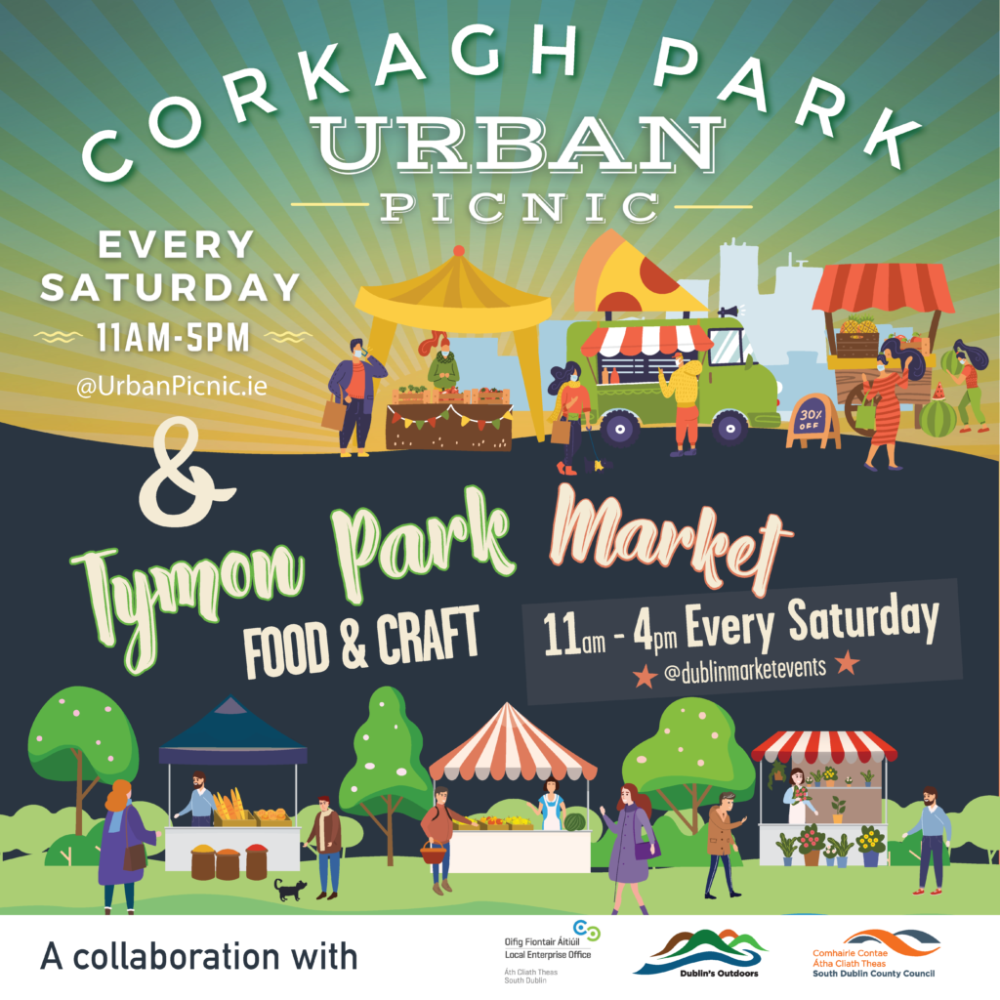 CORKAGH PARK
URBAN
PICNIC
EVERY
SATURDAY
11AM-5PM
@UrbanPicnic.ie
30%
OFF
&
Tymon Park Market
FOOD & CRAFT
11am - 4pm Every Saturday
@dublinmarketevents
A collaboration with
Oifig Fiontair Áitiúil
Local Enterprise Office
Áth Cliath Theas
South Dublin
Dublin's Outdoors
Comhairle Contae
Átha Cliath Theas
South Dublin County Council